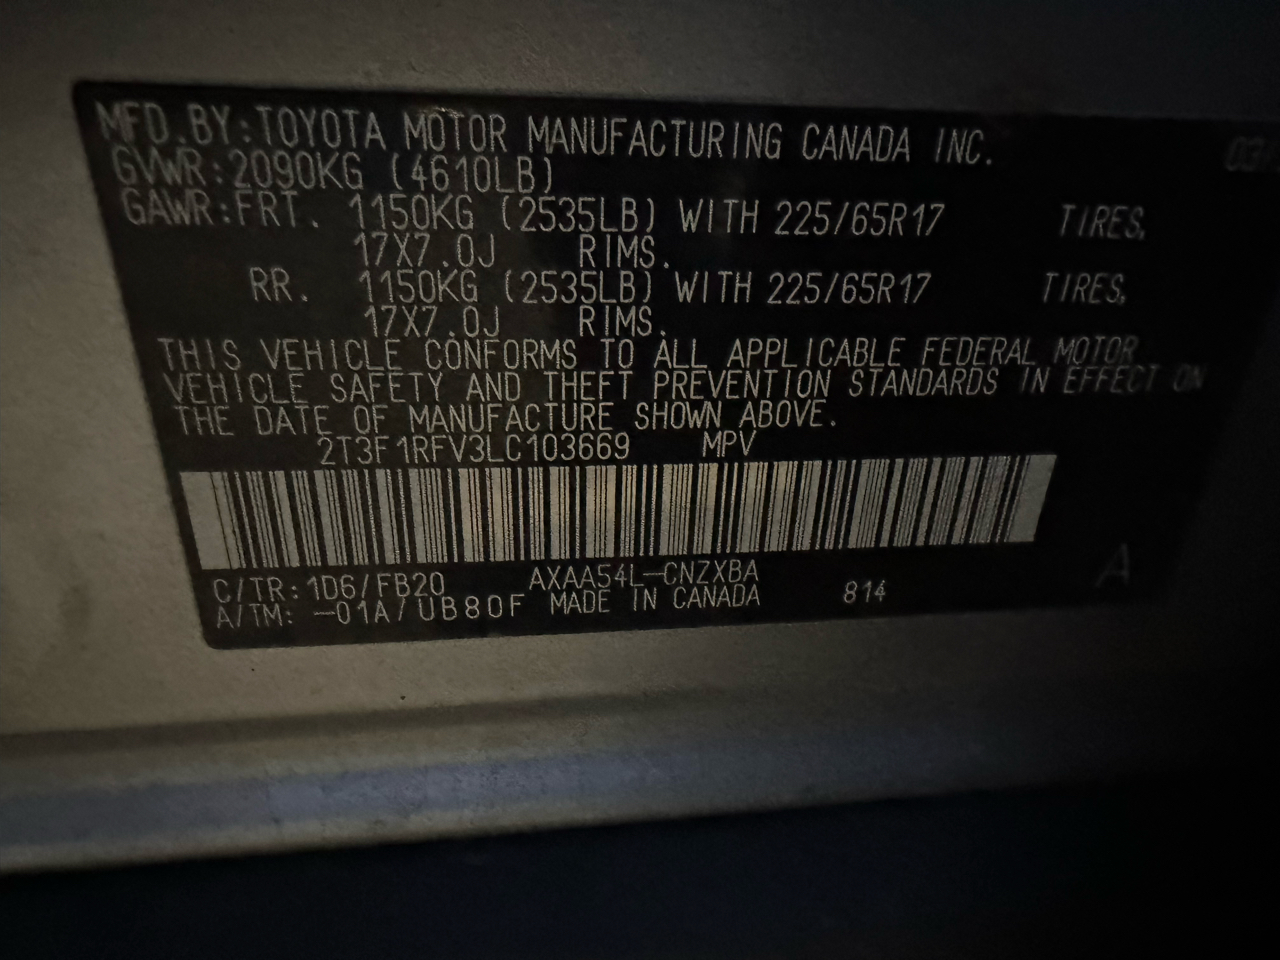 MFD.BY:TOYOTA MOTOR MANUFACTURING CANADA INC.
GVWR:2090KG (4610LB)
GAWR:FRT. 1150KG (2535LB) WITH 225/65R17 TIRES,
17X7.0J RIMS.
RR. 1150KG (2535LB) WITH 225/65R17 TIRES,
17X7.0J RIMS.
THIS VEHICLE CONFORMS TO ALL APPLICABLE FEDERAL MOTOR
VEHICLE SAFETY AND THEFT PREVENTION STANDARDS IN EFFECT ON
THE DATE OF MANUFACTURE SHOWN ABOVE.
2T3F1RFV3LC103669 MPV
C/TR:1D6/FB20 AXAA54L-CNZXBA
A/TM: -01A/UB80F MADE IN CANADA 814
A